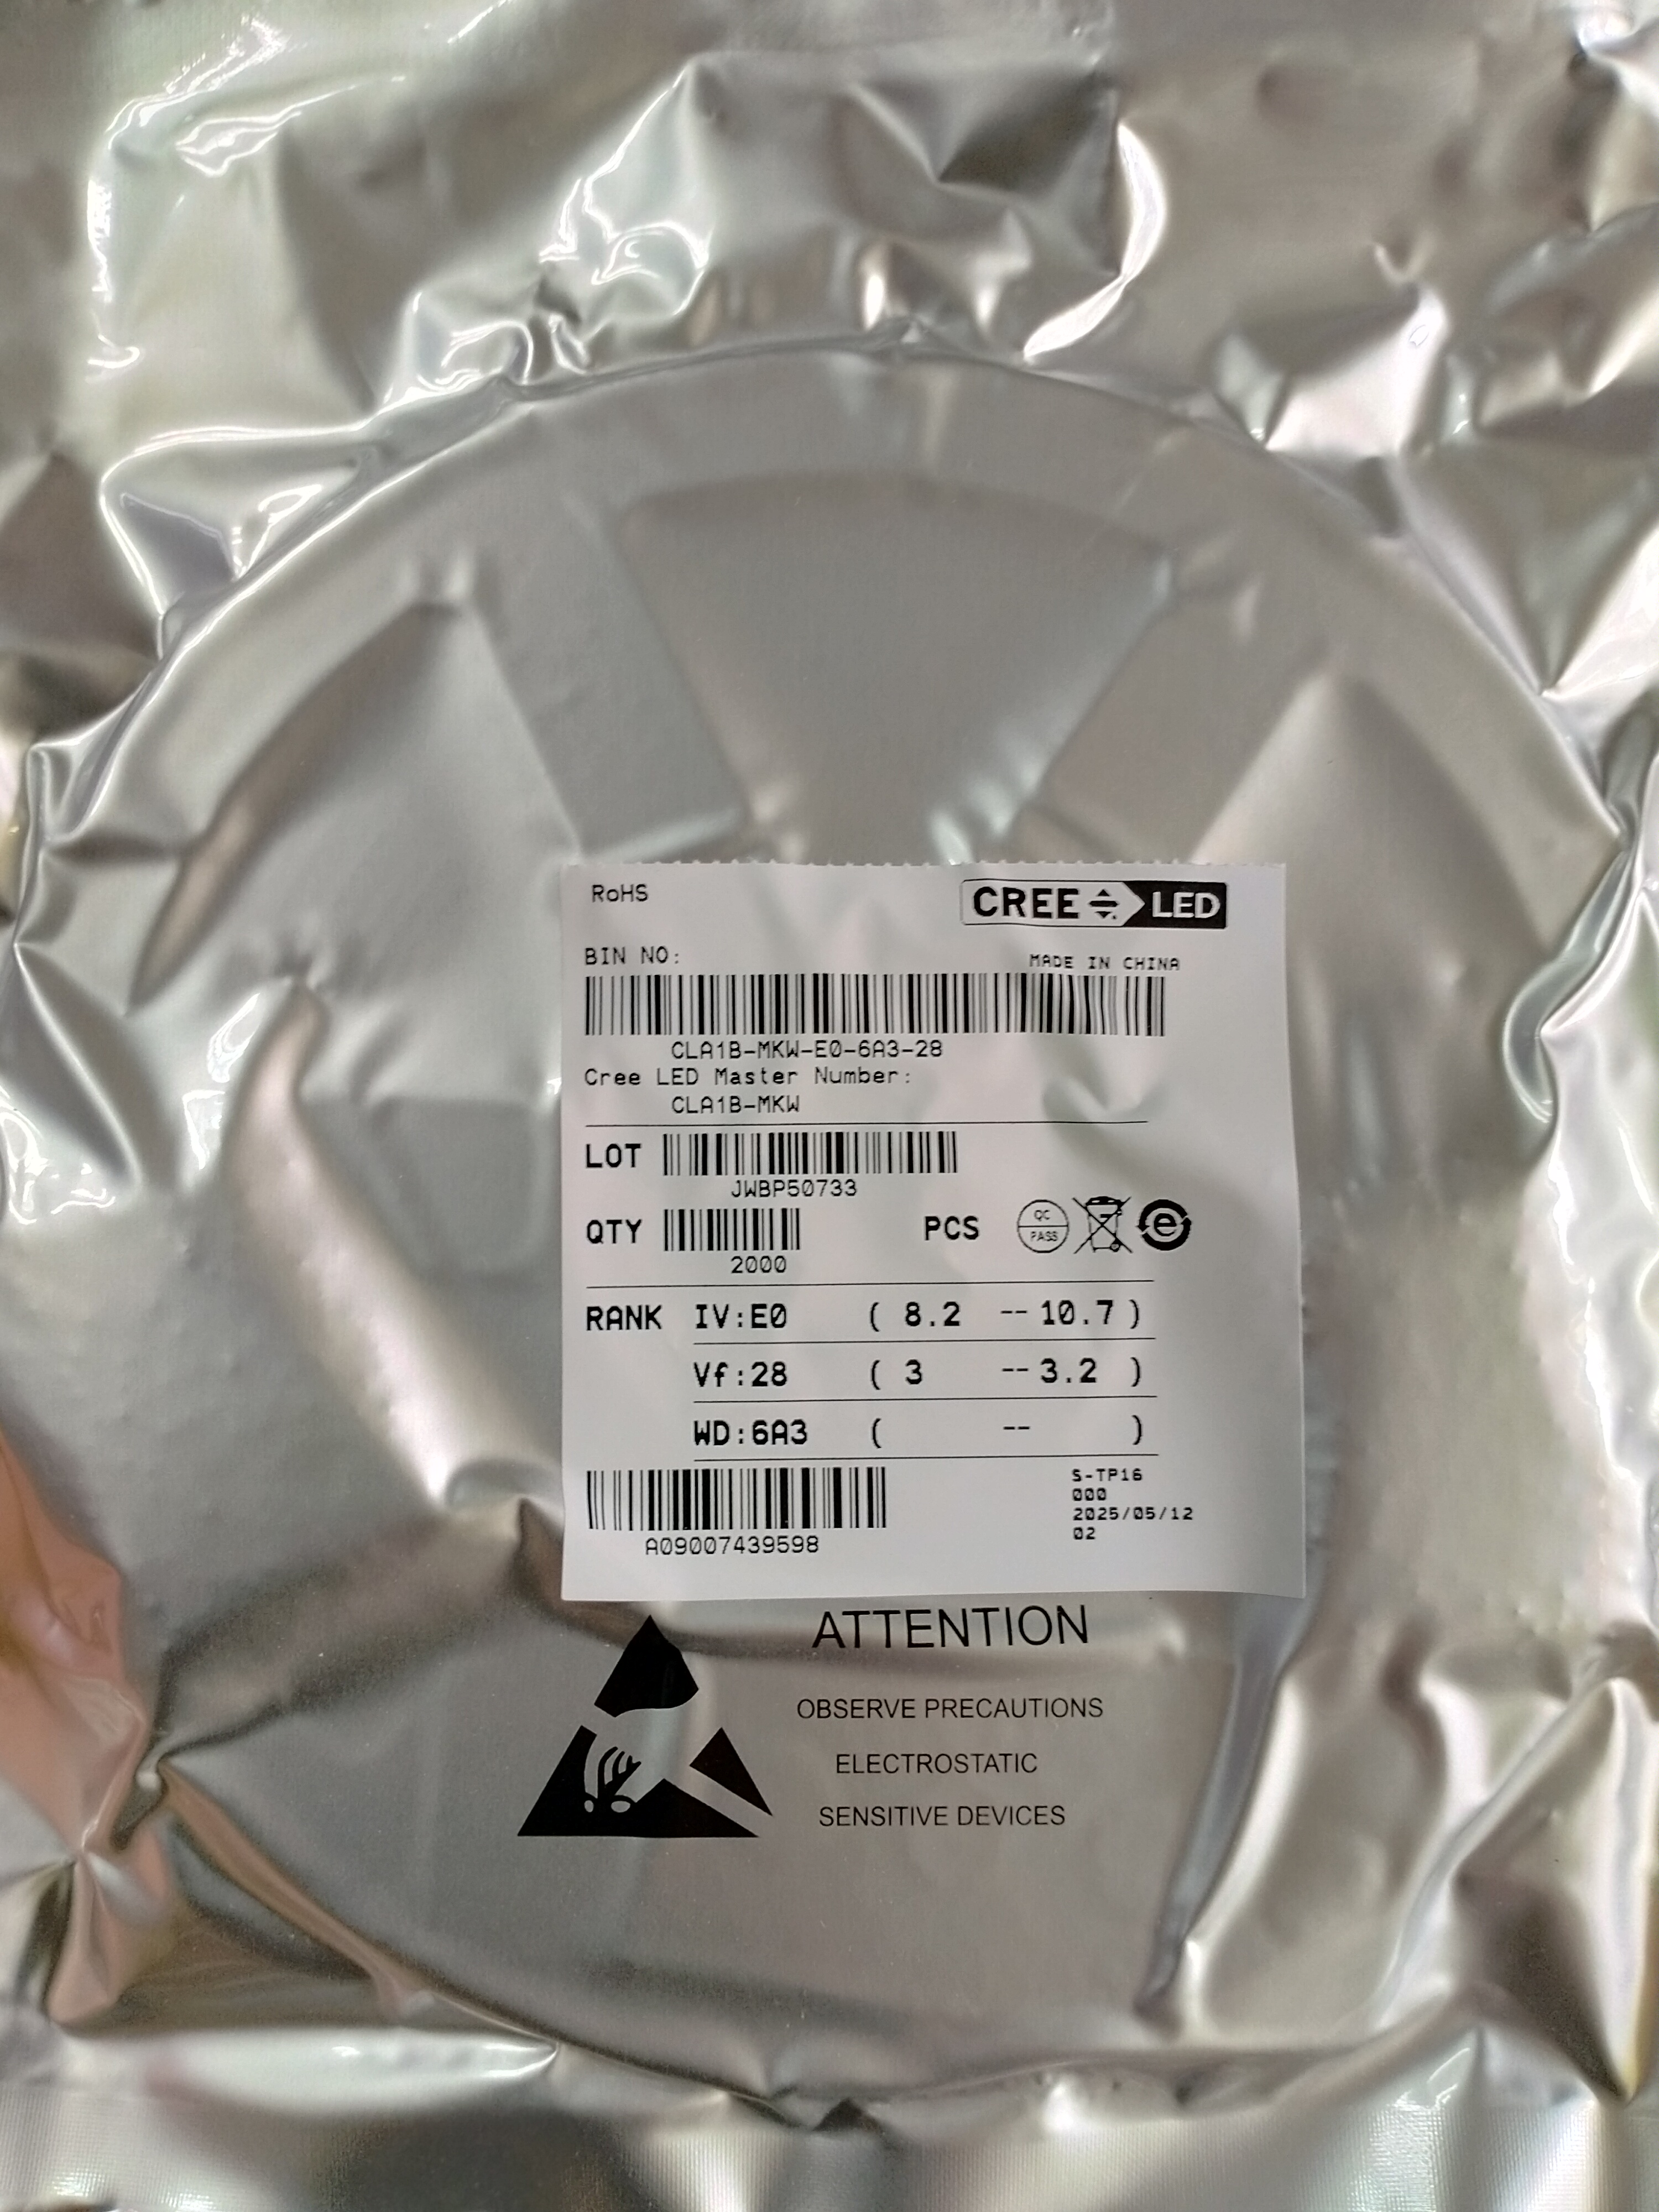 RoHS
CREE LED
BIN NO:
MADE IN CHINA
CLA1B-MKW-E0-6A3-28
Cree LED Master Number:
CLA1B-MKW
LOT
JWBP50733
QTY PCS QC PASS e
2000
RANK IV:E0 ( 8.2 -- 10.7 )
Vf:28 ( 3 -- 3.2 )
WD:6A3 ( -- )
S-TP16
000
2025/05/12
02
A09007439598
ATTENTION
OBSERVE PRECAUTIONS
ELECTROSTATIC
SENSITIVE DEVICES